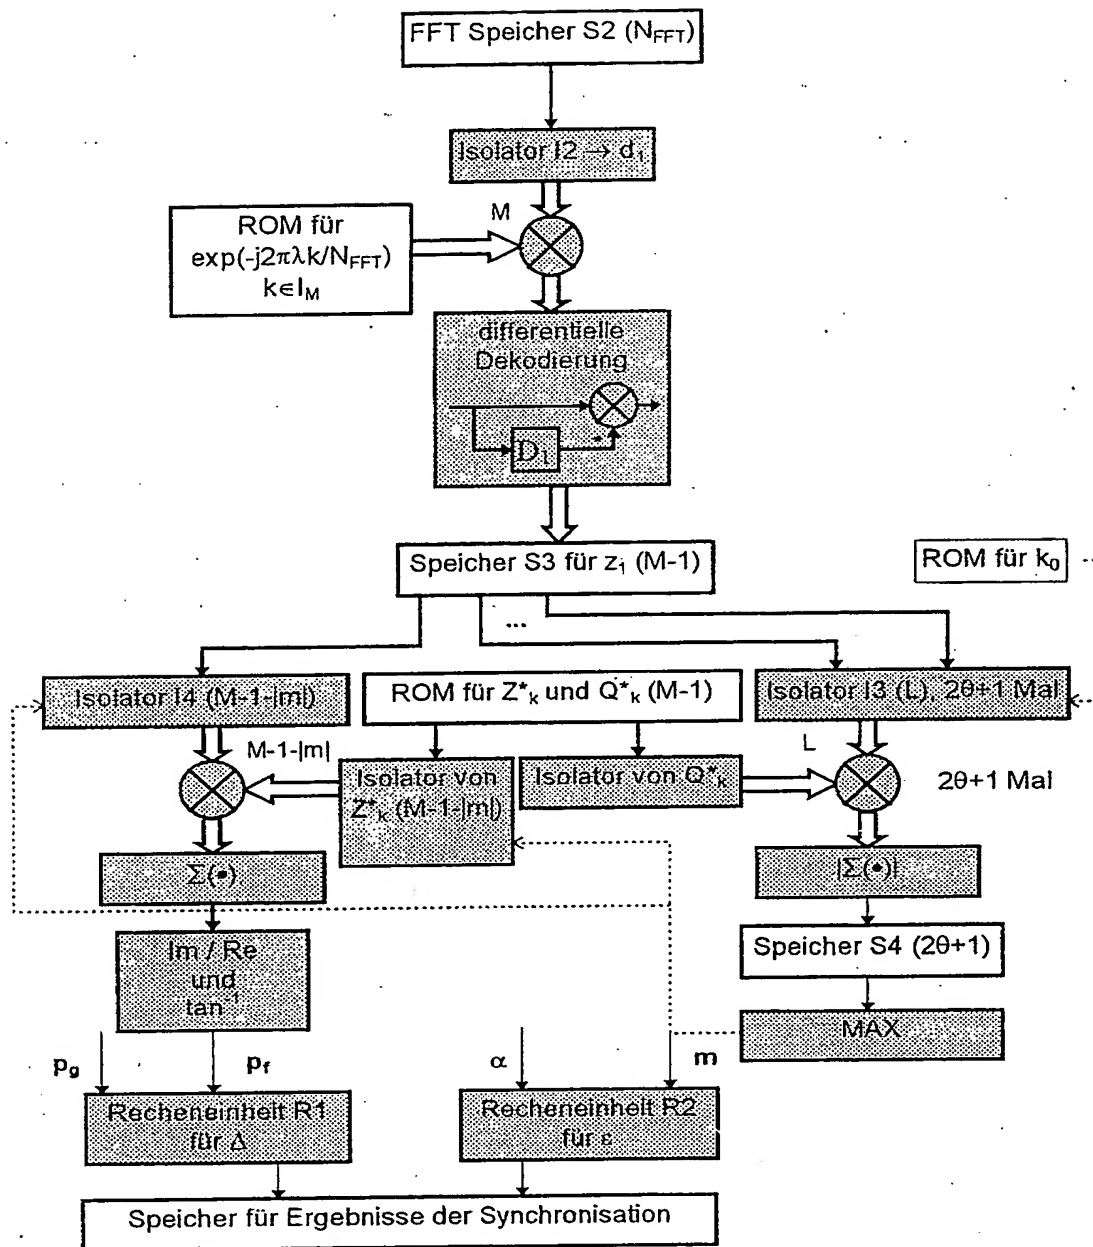 FFT Speicher S2 (N_FFT)
Isolator I2 → d_i
M
ROM für
exp(-j2πλk/N_FFT)
k∈I_M
differentielle
Dekodierung
D_1
Speicher S3 für z_i (M-1)
ROM für k_0
...
Isolator I4 (M-1-|m|)
ROM für Z*_k und Q*_k (M-1)
Isolator I3 (L), 2θ+1 Mal
M-1-|m|
L
Isolator von
Z*_k (M-1-|m|)
Isolator von Q*_k
2θ+1 Mal
Σ(•)
|Σ(•)|
Im / Re
und
tan⁻¹
Speicher S4 (2θ+1)
MAX
p_g
p_f
α
m
Recheneinheit R1
für Δ
Recheneinheit R2
für ε
Speicher für Ergebnisse der Synchronisation